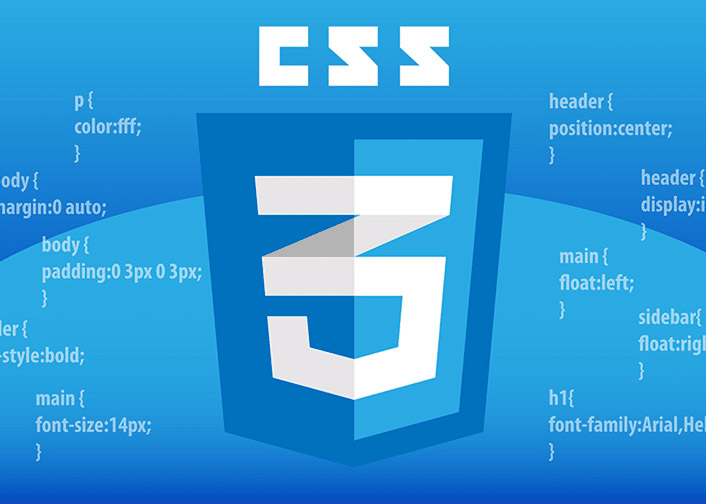 CSS
3
p {
color:fff;
}
ody {
margin:0 auto;
body {
padding:0 3px 0 3px;
}
der {
-style:bold;
main {
font-size:14px;
}
header {
position:center;
}
header {
display:i
}
main {
float:left;
}
sidebar{
float:righ
}
h1{
font-family:Arial,Hel
}